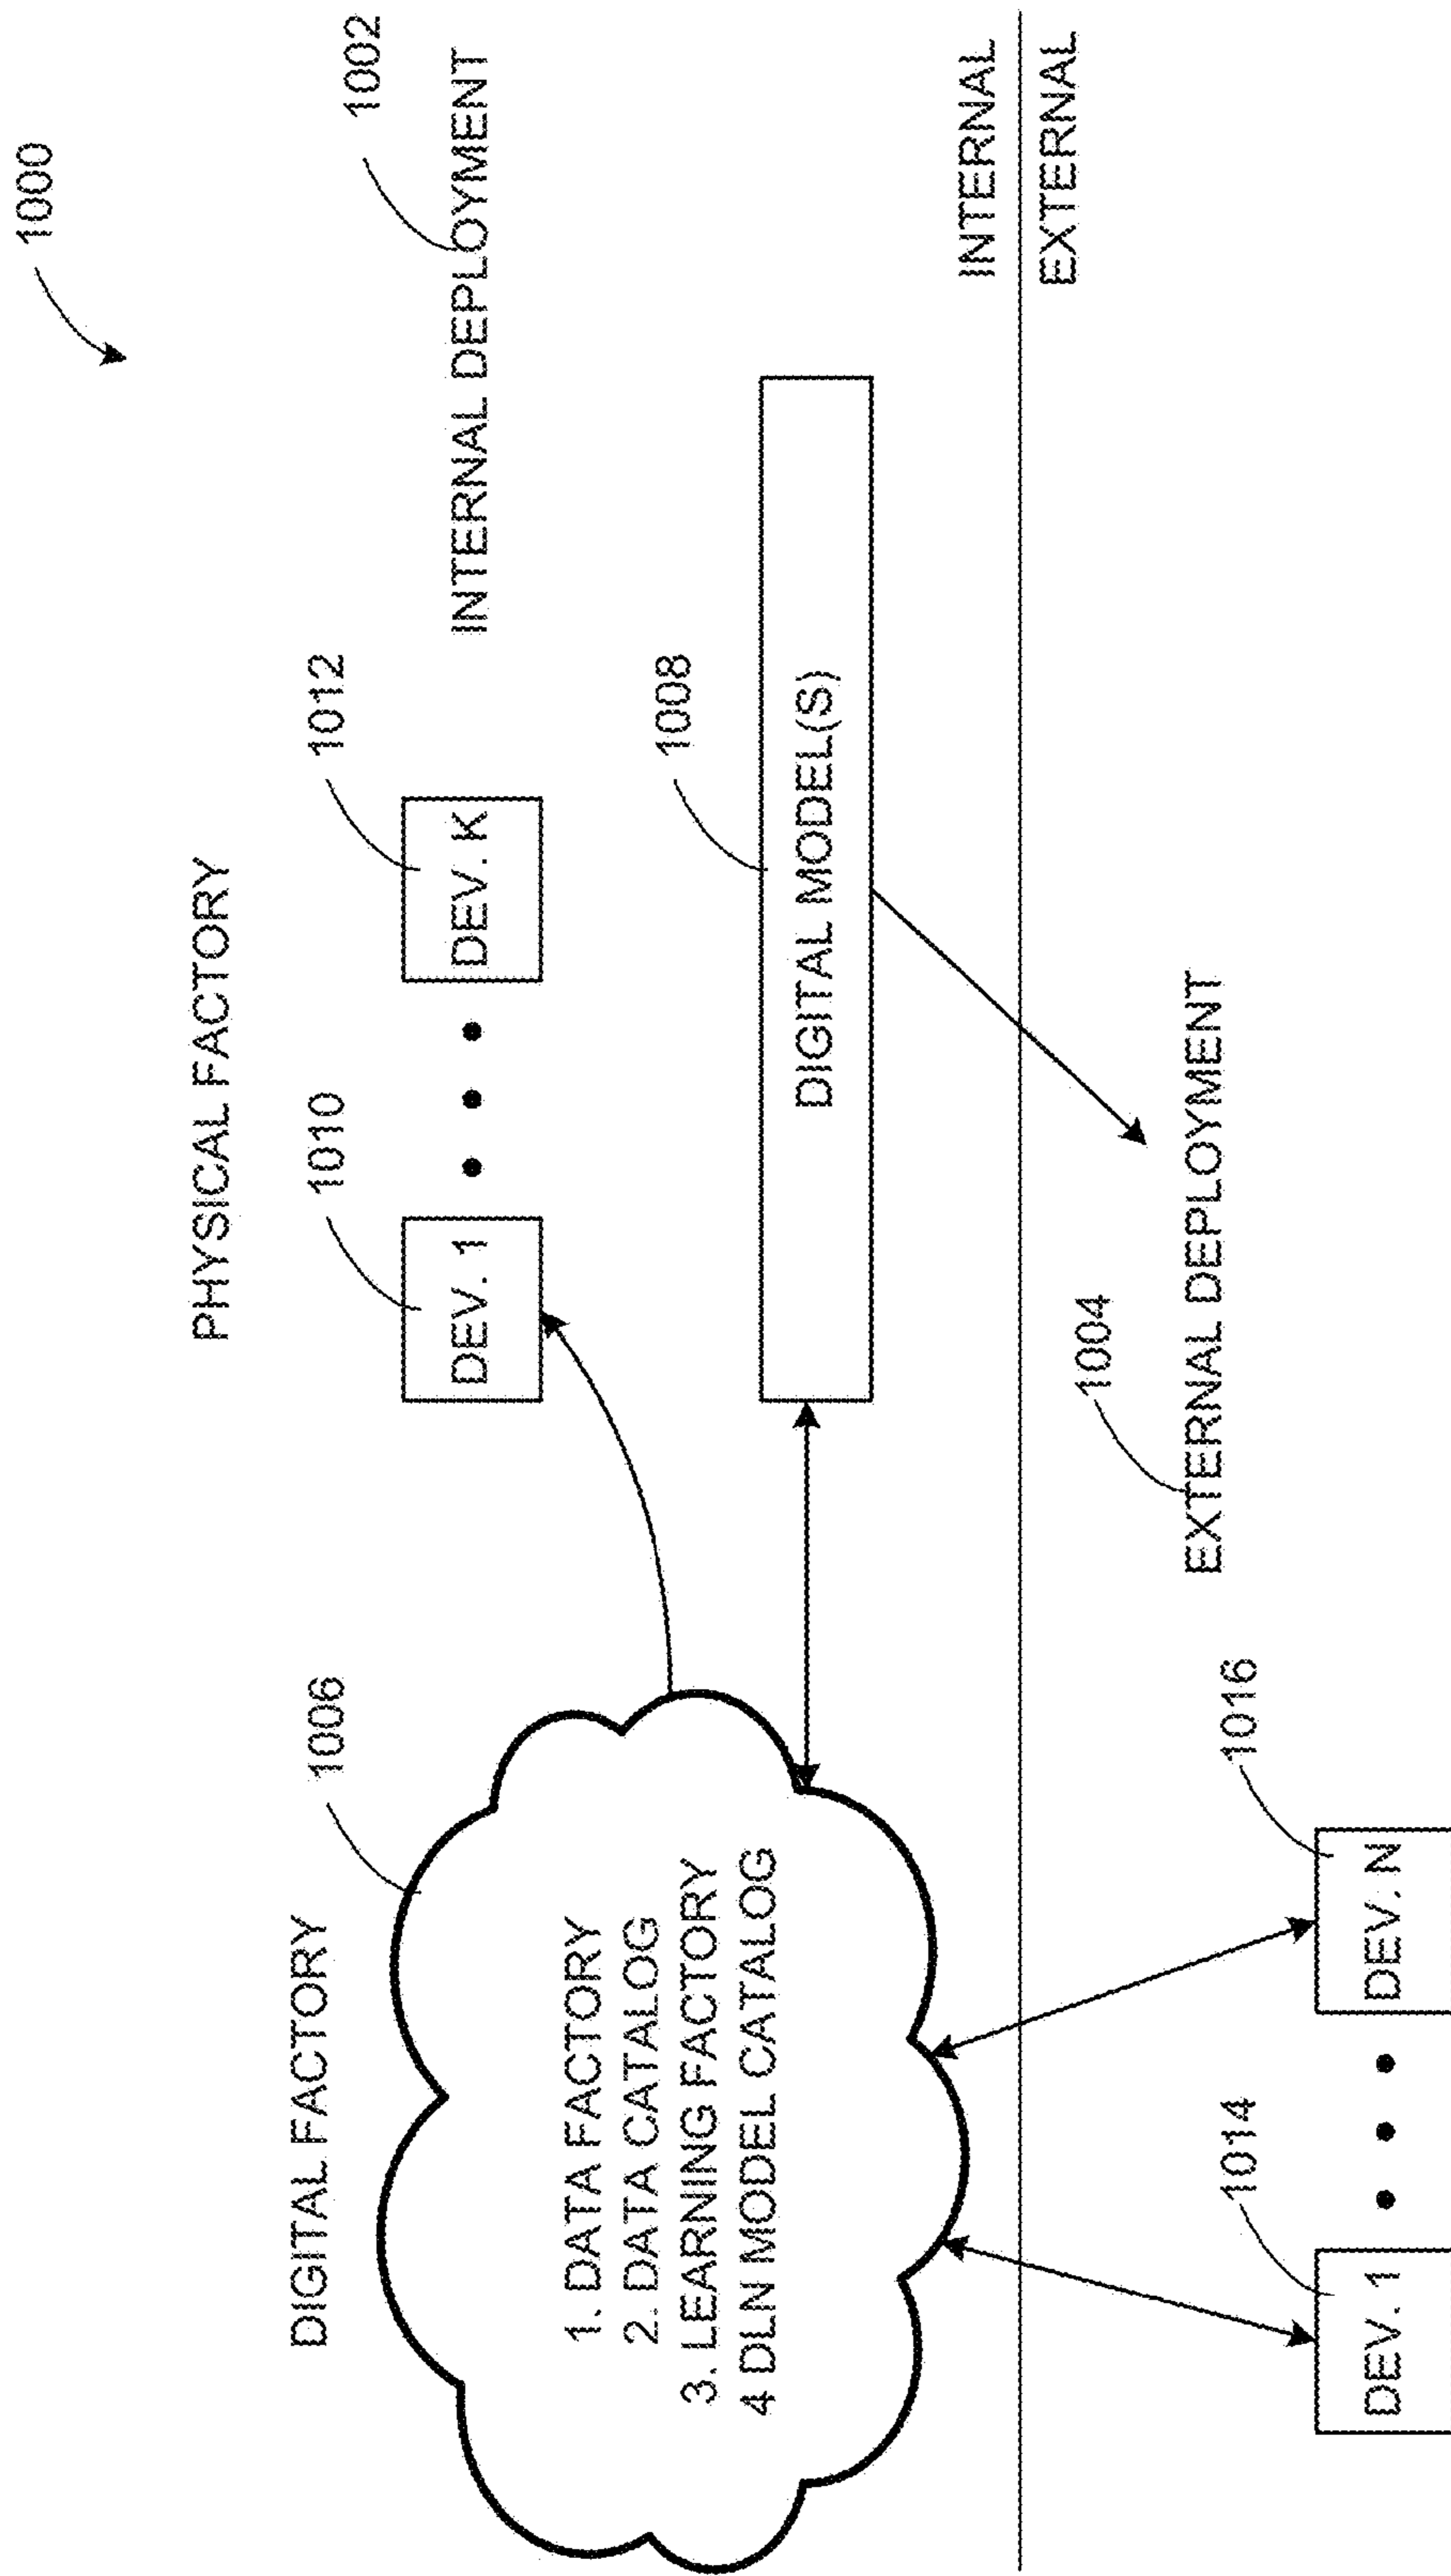 1000
PHYSICAL FACTORY
DIGITAL FACTORY
1006
1010
1012
1002
DEV. 1
DEV. K
INTERNAL DEPLOYMENT
1. DATA FACTORY
2. DATA CATALOG
3. LEARNING FACTORY
4 DLN MODEL CATALOG
1008
DIGITAL MODEL(S)
INTERNAL
EXTERNAL
1004
EXTERNAL DEPLOYMENT
1014
1016
DEV. 1
DEV. N